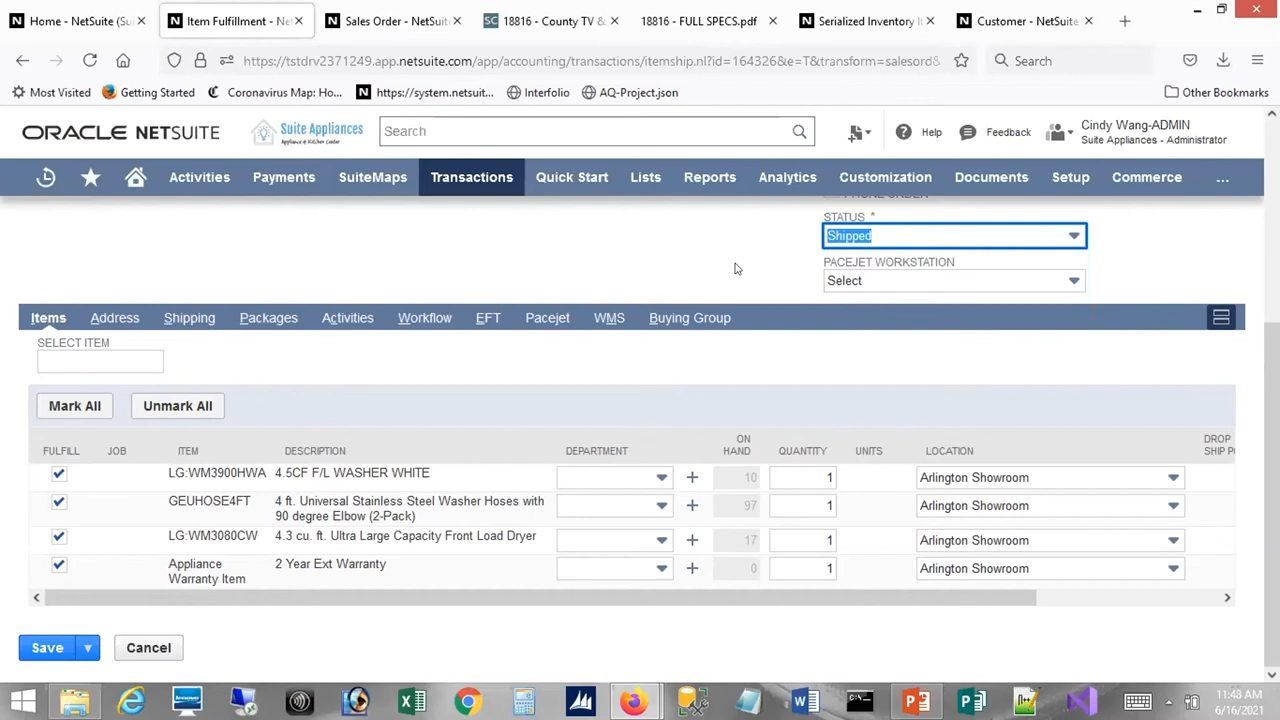 Home - NetSuite (Su
Item Fulfillment - NetS
Sales Order - NetSuite
SC 18816 - County TV &
18816 - FULL SPECS.pdf
Serialized Inventory It
Customer - NetSuite
https://tstdrv2371249.app.netsuite.com/app/accounting/transactions/itemship.nl?id=164326&e=T&transform=salesord&
Search
Most Visited
Getting Started
Coronavirus Map: Ho...
https://system.netsuit...
Interfolio
AQ-Project.json
Other Bookmarks
ORACLE NETSUITE
Suite Appliances
Appliance & Kitchen Center
Search
Help
Feedback
Cindy Wang-ADMIN
Suite Appliances - Administrator
Activities
Payments
SuiteMaps
Transactions
Quick Start
Lists
Reports
Analytics
Customization
Documents
Setup
Commerce
...
PHONE ORDER
STATUS *
Shipped
PACEJET WORKSTATION
Select
Items
Address
Shipping
Packages
Activities
Workflow
EFT
Pacejet
WMS
Buying Group
SELECT ITEM
Mark All
Unmark All
FULFILL JOB ITEM DESCRIPTION DEPARTMENT ON HAND QUANTITY UNITS LOCATION DROP SHIP P
LG:WM3900HWA 4.5CF F/L WASHER WHITE 10 1 Arlington Showroom
GEUHOSE4FT 4 ft. Universal Stainless Steel Washer Hoses with 97 1 Arlington Showroom
90 degree Elbow (2-Pack)
LG:WM3080CW 4.3 cu. ft. Ultra Large Capacity Front Load Dryer 17 1 Arlington Showroom
Appliance 2 Year Ext Warranty 0 1 Arlington Showroom
Warranty Item
Save
Cancel
11:48 AM
6/16/2021